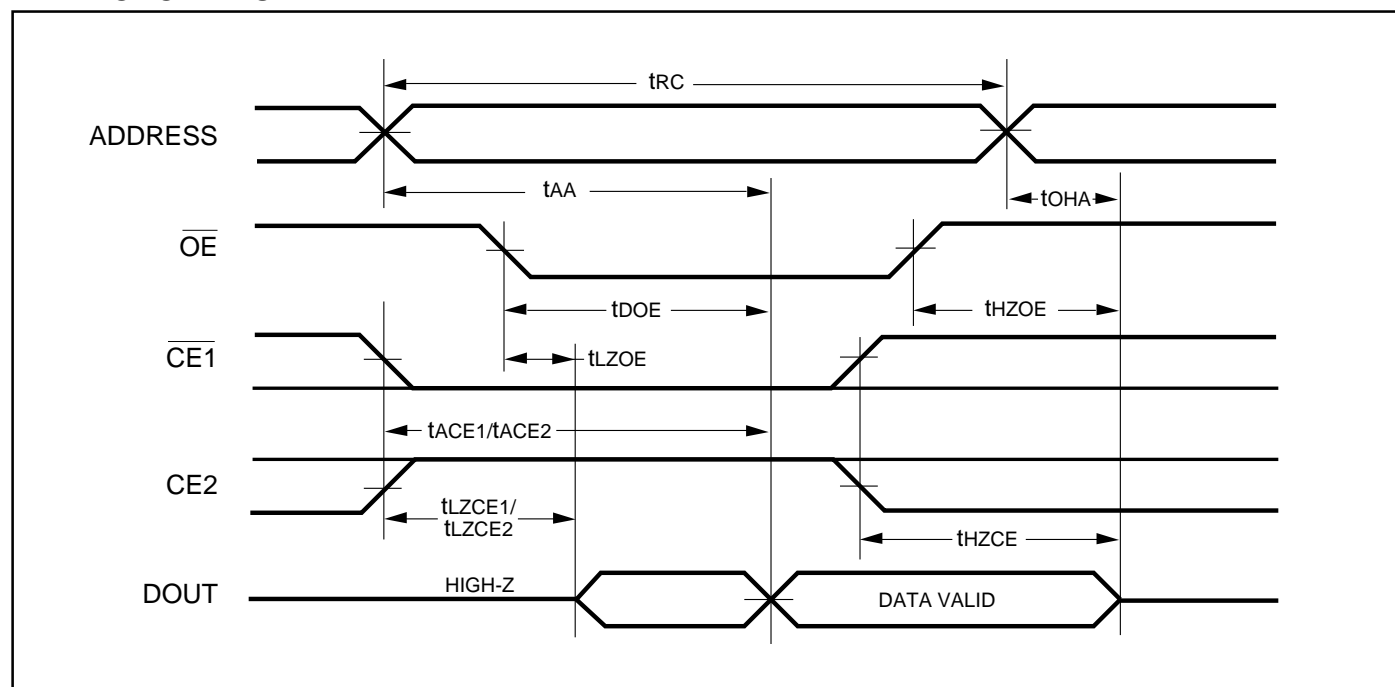 tRC
ADDRESS
tAA
tOHA
OE
tDOE
tHZOE
CE1
tLZOE
tACE1/tACE2
CE2
tLZCE1/
tLZCE2
tHZCE
HIGH-Z
DOUT
DATA VALID